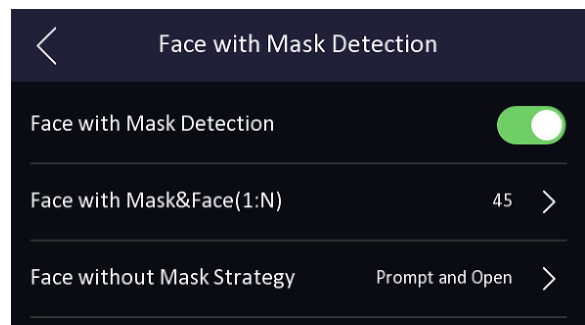 Face with Mask Detection
Face with Mask Detection
Face with Mask&Face(1:N) 45
Face without Mask Strategy Prompt and Open